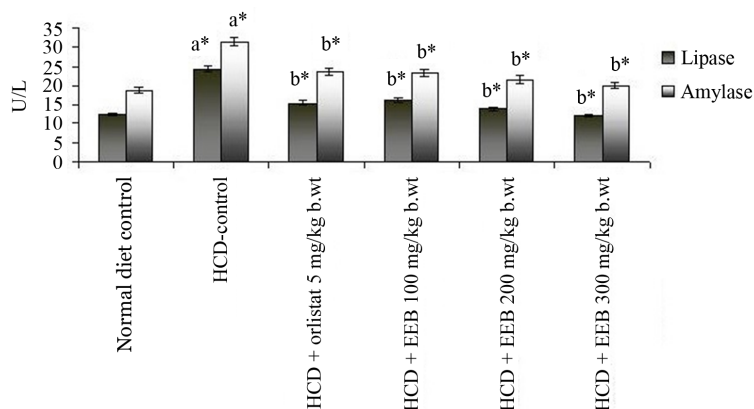 35
30
25
20
15
10
5
0
U/L
a* a*
b* b*
b* b*
b* b*
b* b*
Lipase
Amylase
Normal diet control
HCD-control
HCD + orlistat 5 mg/kg b.wt
HCD + EEB 100 mg/kg b.wt
HCD + EEB 200 mg/kg b.wt
HCD + EEB 300 mg/kg b.wt